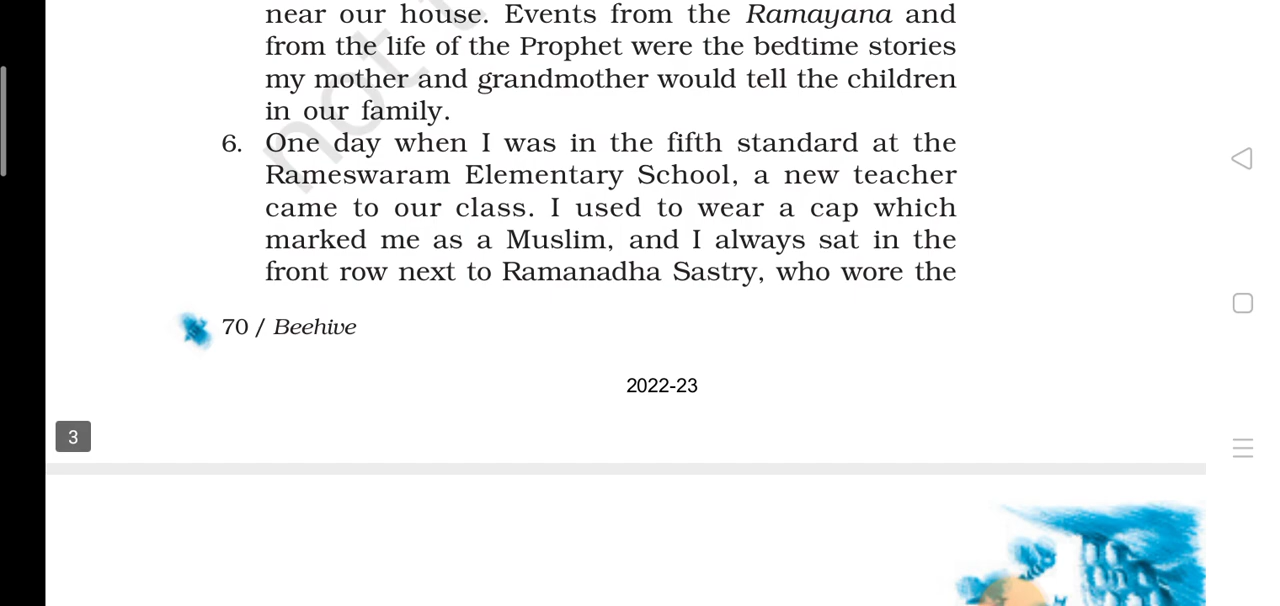 near our house. Events from the Ramayana and
from the life of the Prophet were the bedtime stories
my mother and grandmother would tell the children
in our family.
6. One day when I was in the fifth standard at the
Rameswaram Elementary School, a new teacher
came to our class. I used to wear a cap which
marked me as a Muslim, and I always sat in the
front row next to Ramanadha Sastry, who wore the
70 / Beehive
2022-23
3
not